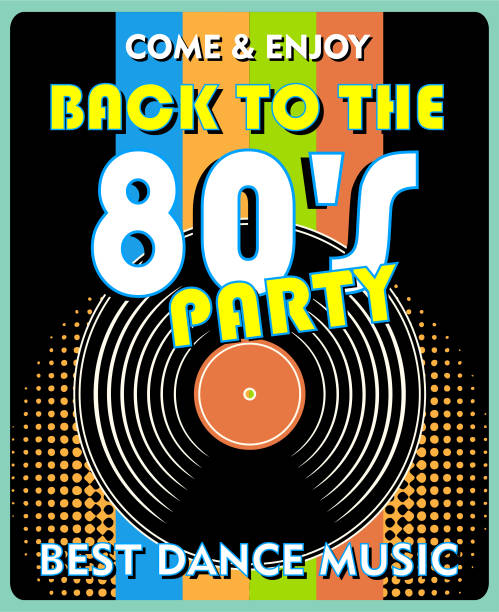 COME & ENJOY
BACK TO THE
80's
PARTY
BEST DANCE MUSIC